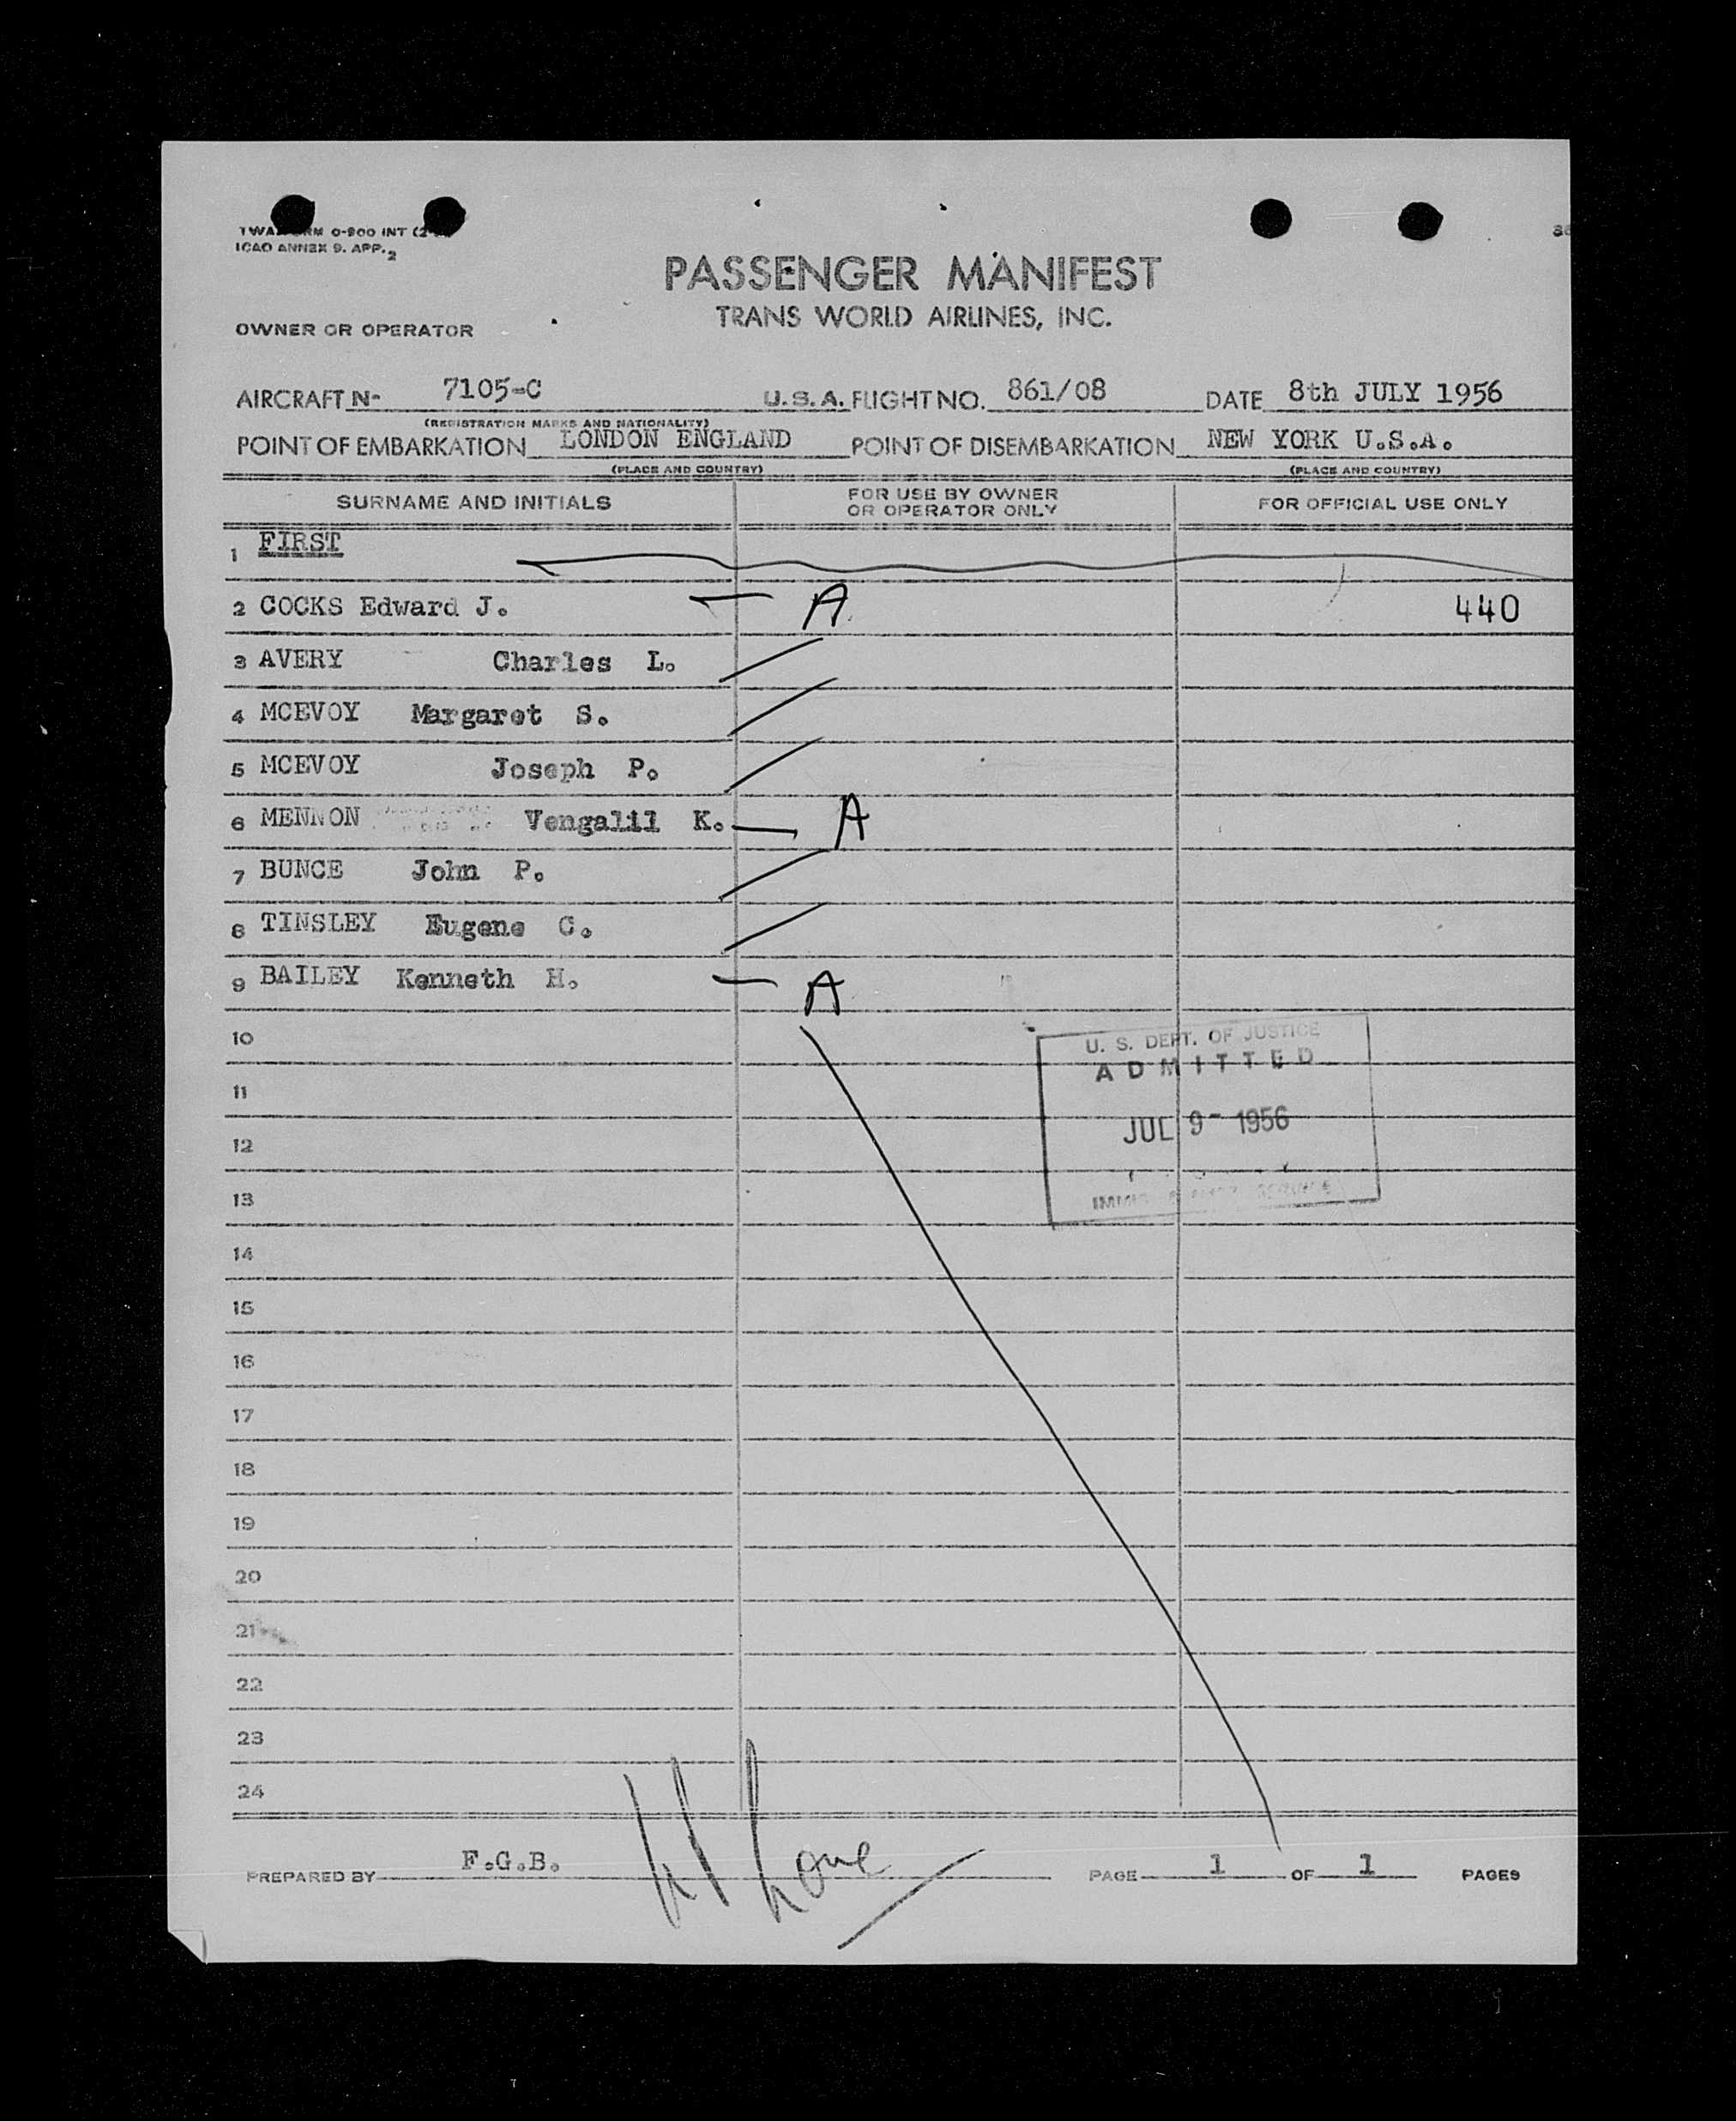 ICAO ANNEX 9. APP. 2
PASSENGER MANIFEST
TRANS WORLD AIRLINES, INC.
OWNER OR OPERATOR
AIRCRAFT N- 7105-C U.S.A. FLIGHT NO. 861/08 DATE 8th JULY 1956
(REGISTRATION MARKS AND NATIONALITY)
POINT OF EMBARKATION LONDON ENGLAND POINT OF DISEMBARKATION NEW YORK U.S.A.
(PLACE AND COUNTRY) (PLACE AND COUNTRY)
SURNAME AND INITIALS FOR USE BY OWNER OR OPERATOR ONLY FOR OFFICIAL USE ONLY
1 FIRST
2 COCKS Edward J. A 440
3 AVERY Charles L.
4 MCEVOY Margaret S.
5 MCEVOY Joseph P.
6 MENNON Vengalil K. A
7 BUNCE John P.
8 TINSLEY Eugene C.
9 BAILEY Kenneth H. A
10
U. S. DEPT. OF JUSTICE
ADMITTED
11
12
JUL 9- 1956
13
14
15
16
17
18
19
20
21
22
23
24
PREPARED BY F.G.B. PAGE 1 OF 1 PAGES